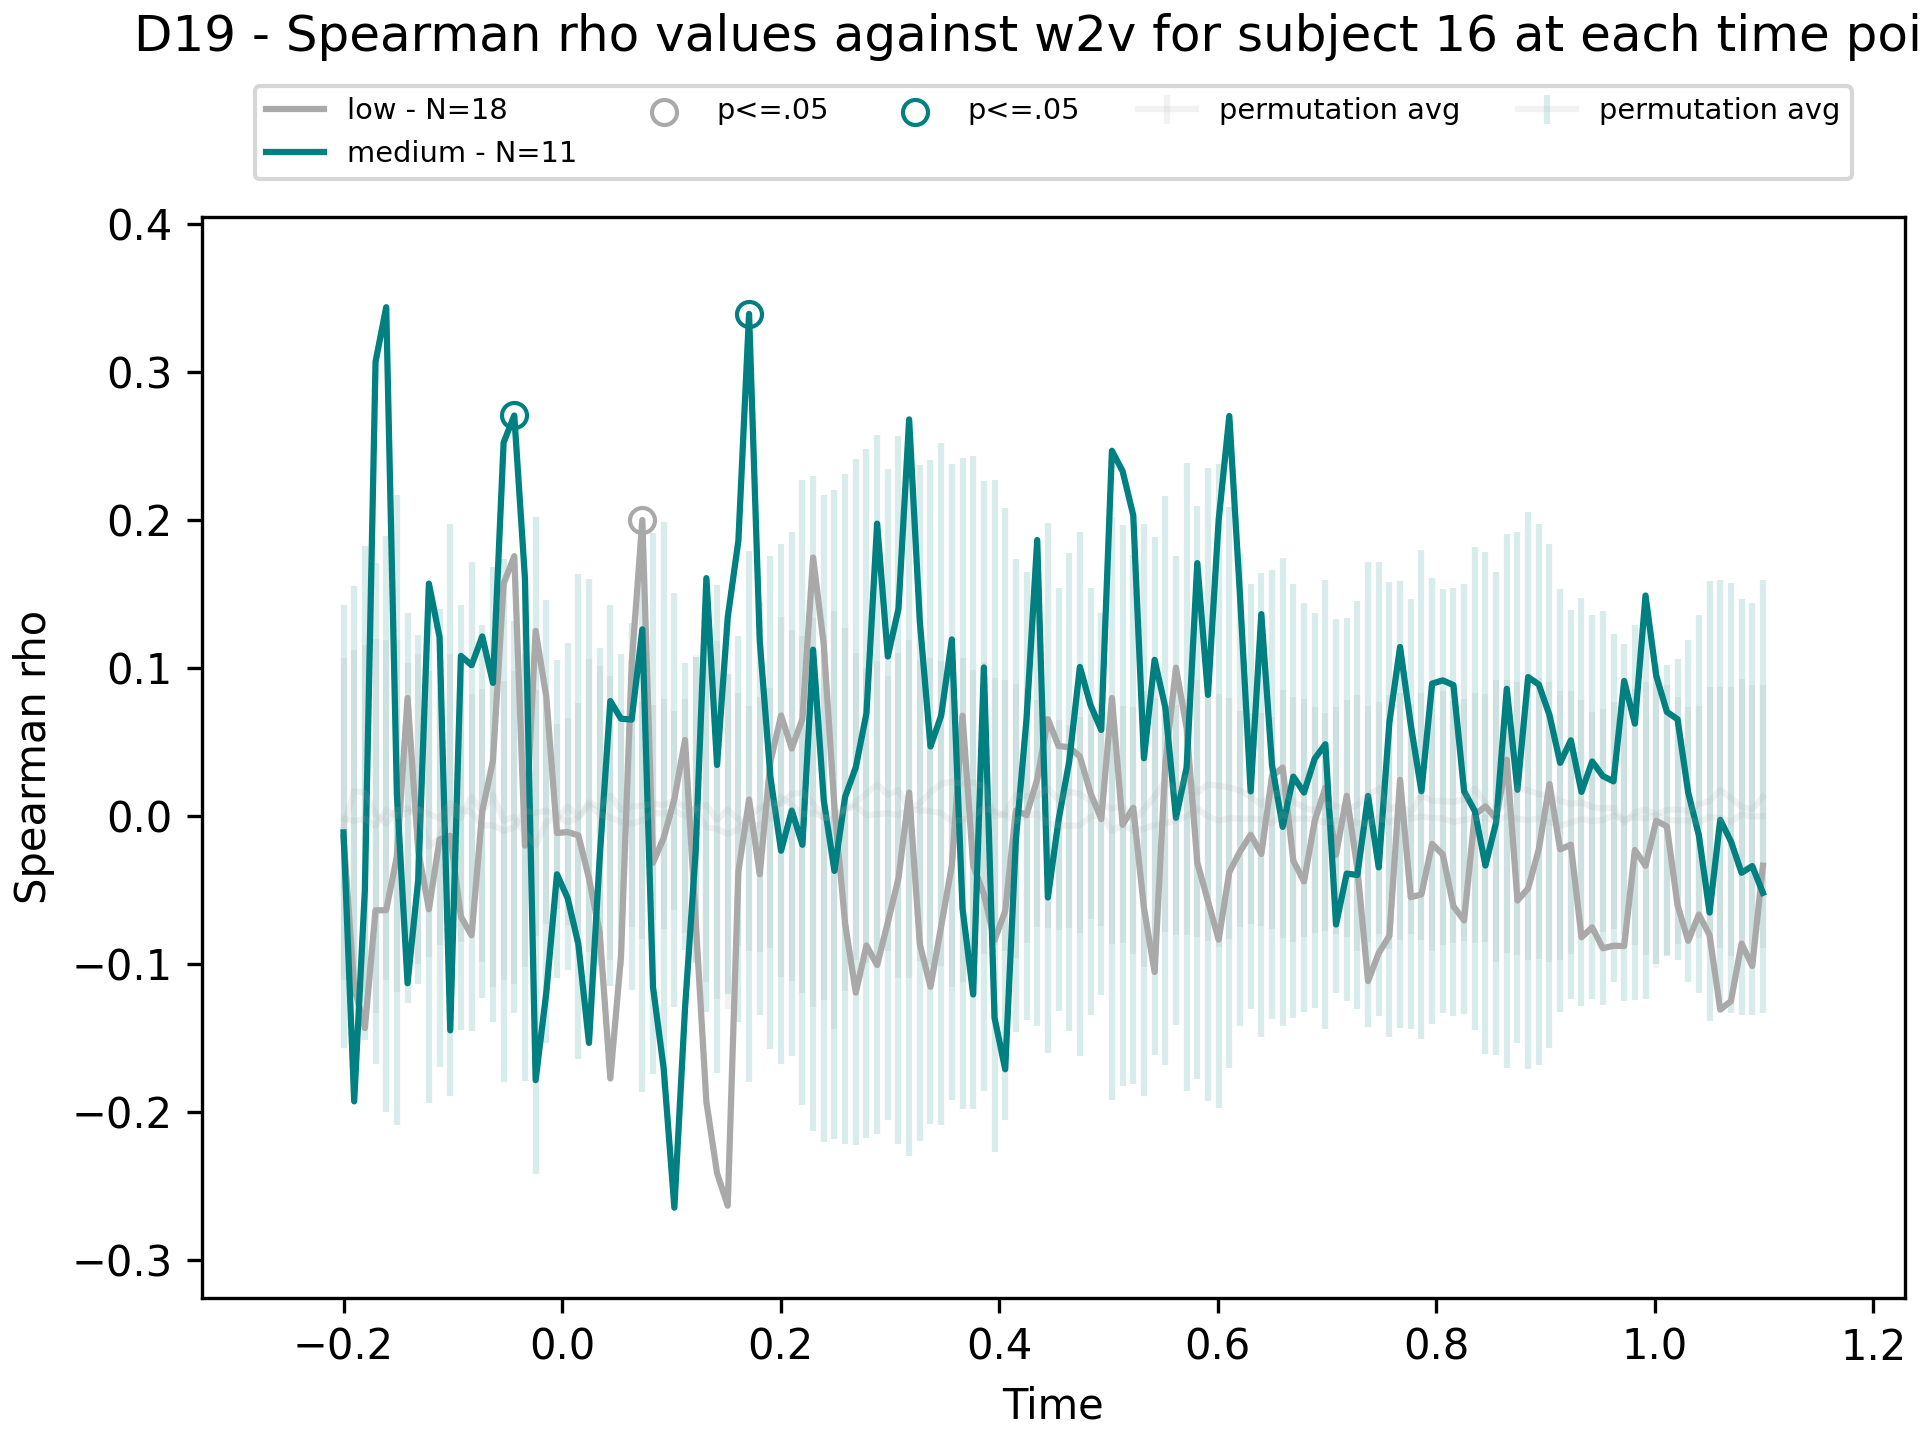 D19 - Spearman rho values against w2v for subject 16 at each time poi
low - N=18 p<=.05 p<=.05 permutation avg permutation avg
medium - N=11
0.4
0.3
0.2
0.1
0.0
−0.1
−0.2
−0.3
Spearman rho
−0.2 0.0 0.2 0.4 0.6 0.8 1.0 1.2
Time